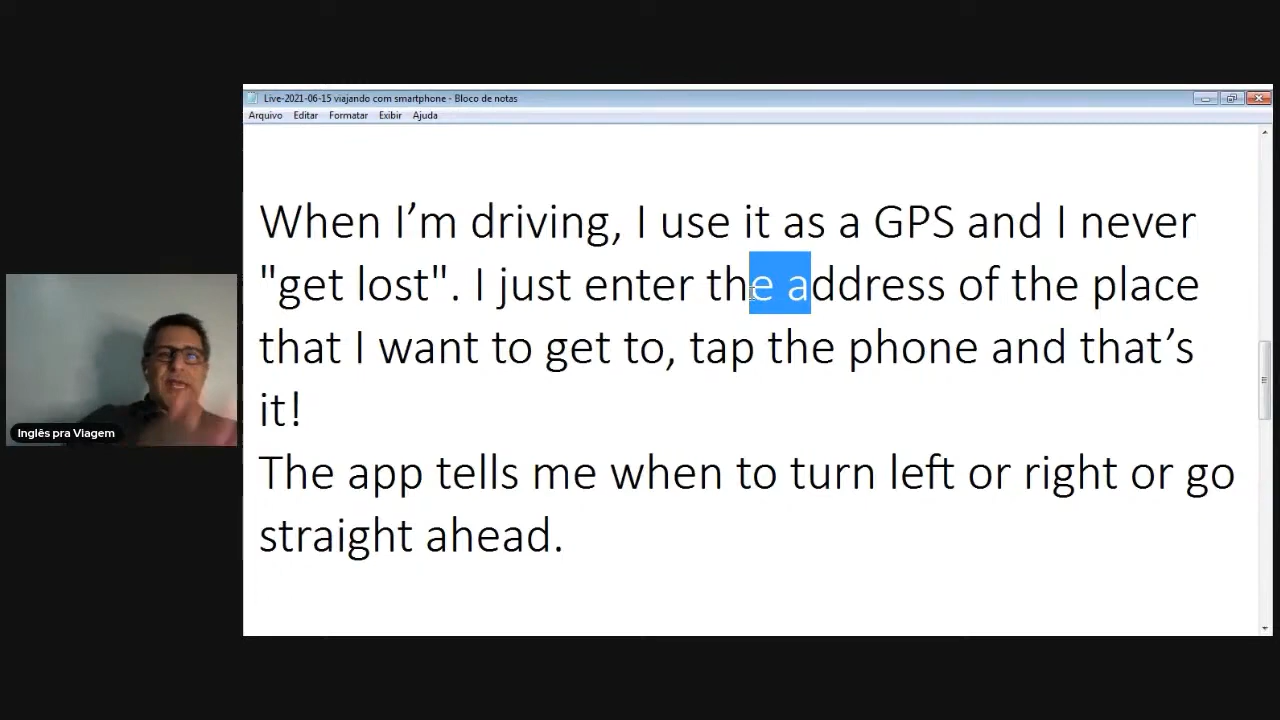 Live-2021-06-15 viajando com smartphone - Bloco de notas
Arquivo Editar Formatar Exibir Ajuda
When I’m driving, I use it as a GPS and I never
"get lost". I just enter the address of the place
that I want to get to, tap the phone and that’s
it!
The app tells me when to turn left or right or go
straight ahead.
Inglês pra Viagem